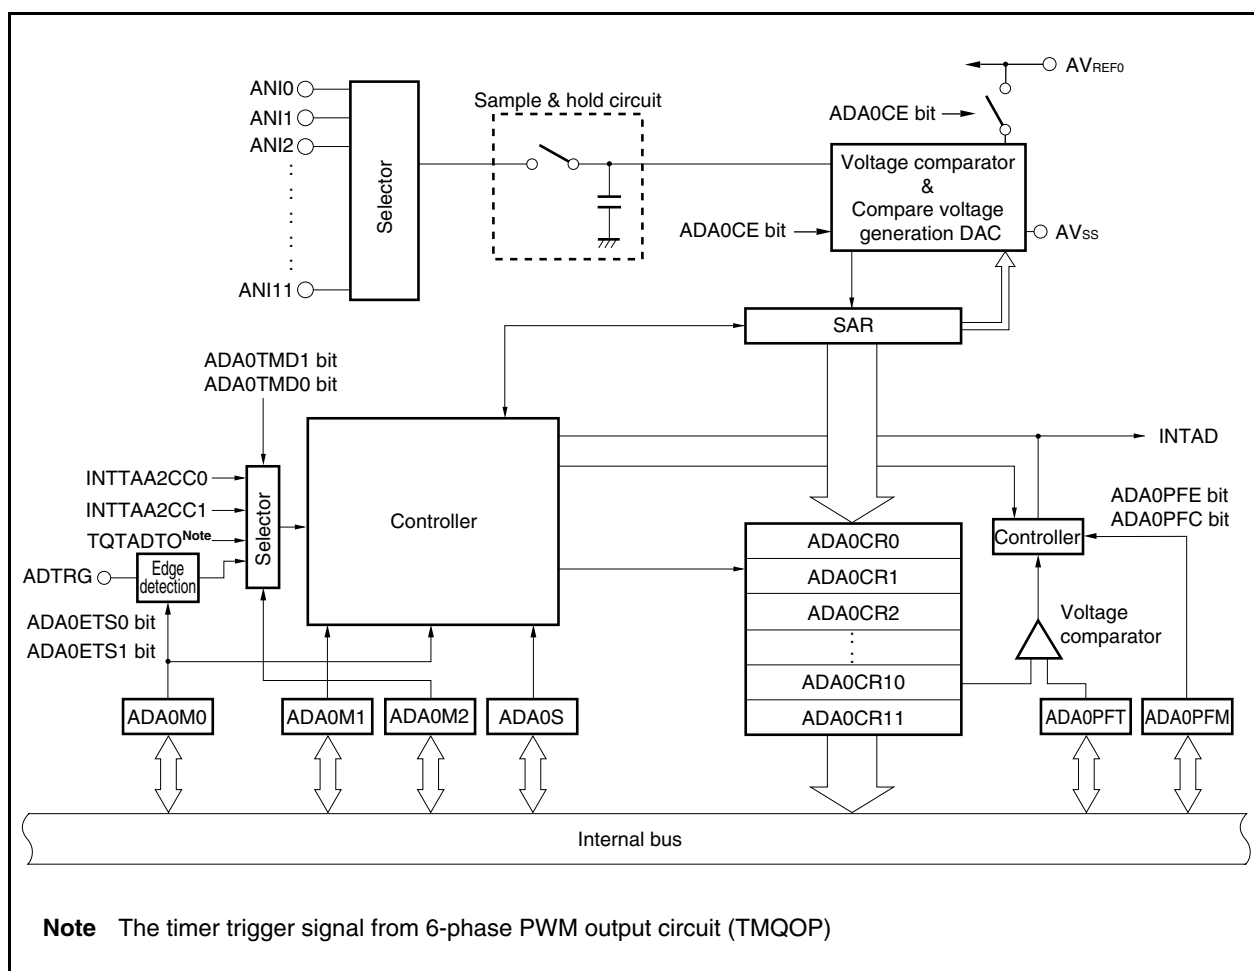 ANI0
ANI1
ANI2
ANI11
Selector
Sample & hold circuit
AVREF0
ADA0CE bit
Voltage comparator
&
Compare voltage
generation DAC
ADA0CE bit
AVSS
SAR
ADA0TMD1 bit
ADA0TMD0 bit
INTTAA2CC0
INTTAA2CC1
TQTADTO Note
ADTRG
Edge
detection
Selector
ADA0ETS0 bit
ADA0ETS1 bit
Controller
INTAD
ADA0PFE bit
ADA0PFC bit
Controller
ADA0CR0
ADA0CR1
ADA0CR2
ADA0CR10
ADA0CR11
Voltage
comparator
ADA0M0
ADA0M1
ADA0M2
ADA0S
ADA0PFT
ADA0PFM
Internal bus
Note The timer trigger signal from 6-phase PWM output circuit (TMQOP)